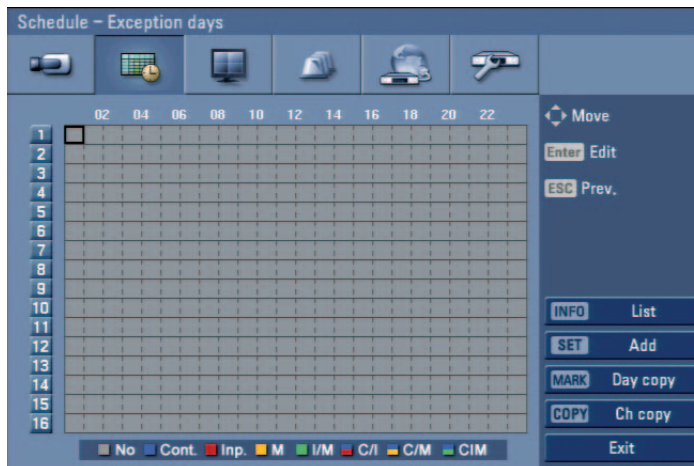 Schedule – Exception days
02 04 06 08 10 12 14 16 18 20 22
1
2
3
4
5
6
7
8
9
10
11
12
13
14
15
16
Move
Enter Edit
ESC Prev.
INFO List
SET Add
MARK Day copy
COPY Ch copy
Exit
No Cont. Inp. M I/M C/I C/M CIM